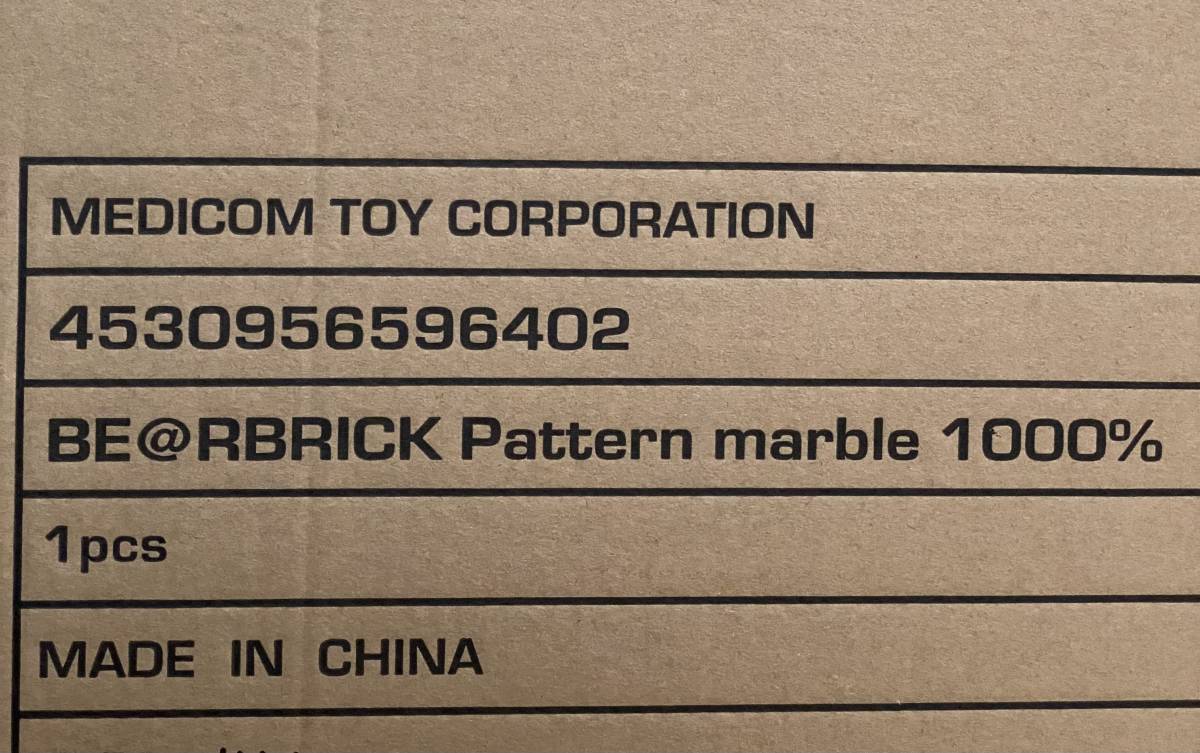 MEDICOM TOY CORPORATION
4530956596402
BE@RBRICK Pattern marble 1000%
1pcs
MADE IN CHINA